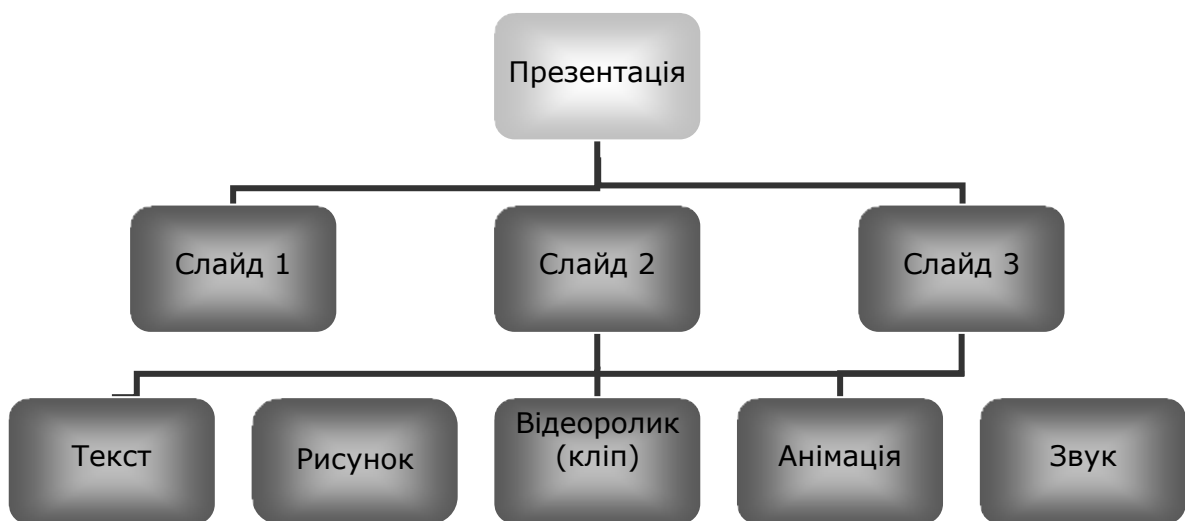 Презентація
Слайд 1
Слайд 2
Слайд 3
Текст
Рисунок
Відеоролик
(кліп)
Анімація
Звук